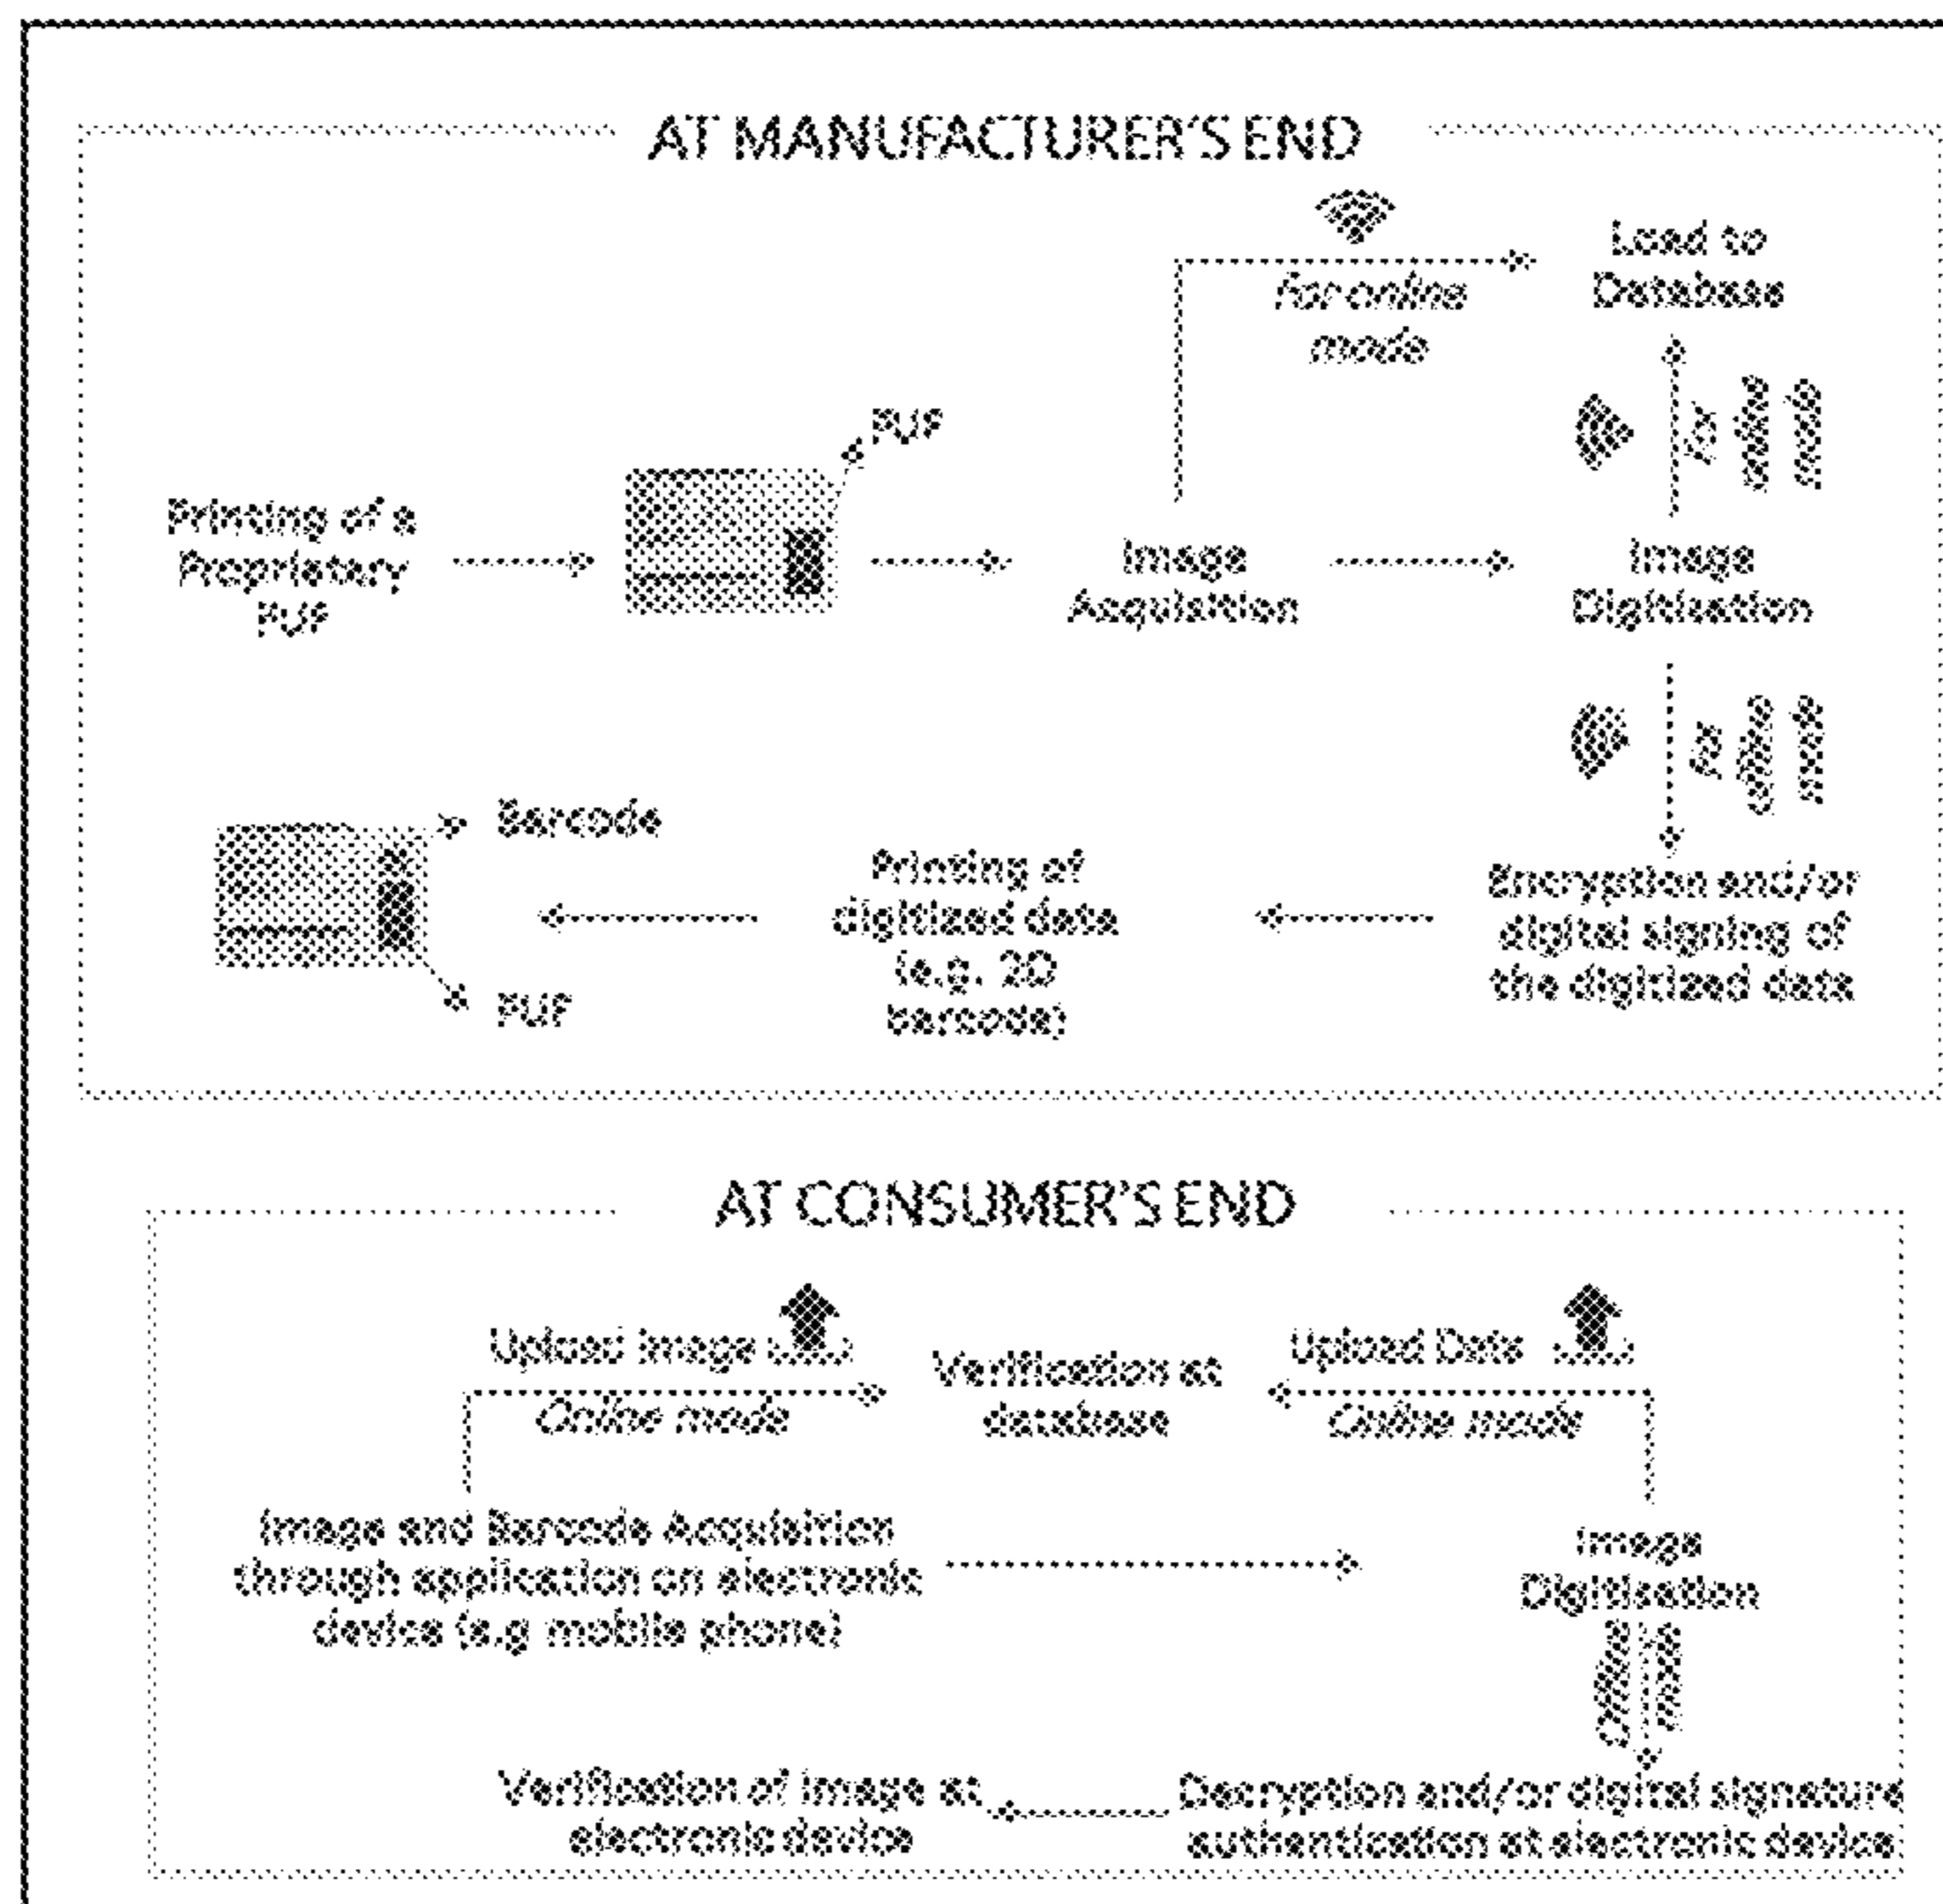 AT MANUFACTURER'S END
For online
mode
Load to
Database
PUF
Printing of a
Proprietary
PUF
Image
Acquisition
Image
Digitisation
Barcode
PUF
Printing of
digitized data
(e.g. 2D
barcode)
Encryption and/or
digital signing of
the digitized data
AT CONSUMER'S END
Upload Image
Online mode
Verification at
database
Upload Data
Online mode
Image and Barcode Acquisition
through application on electronic
device (e.g mobile phone)
Image
Digitisation
Verification of image at
electronic device
Decryption and/or digital signature
authentication at electronic device